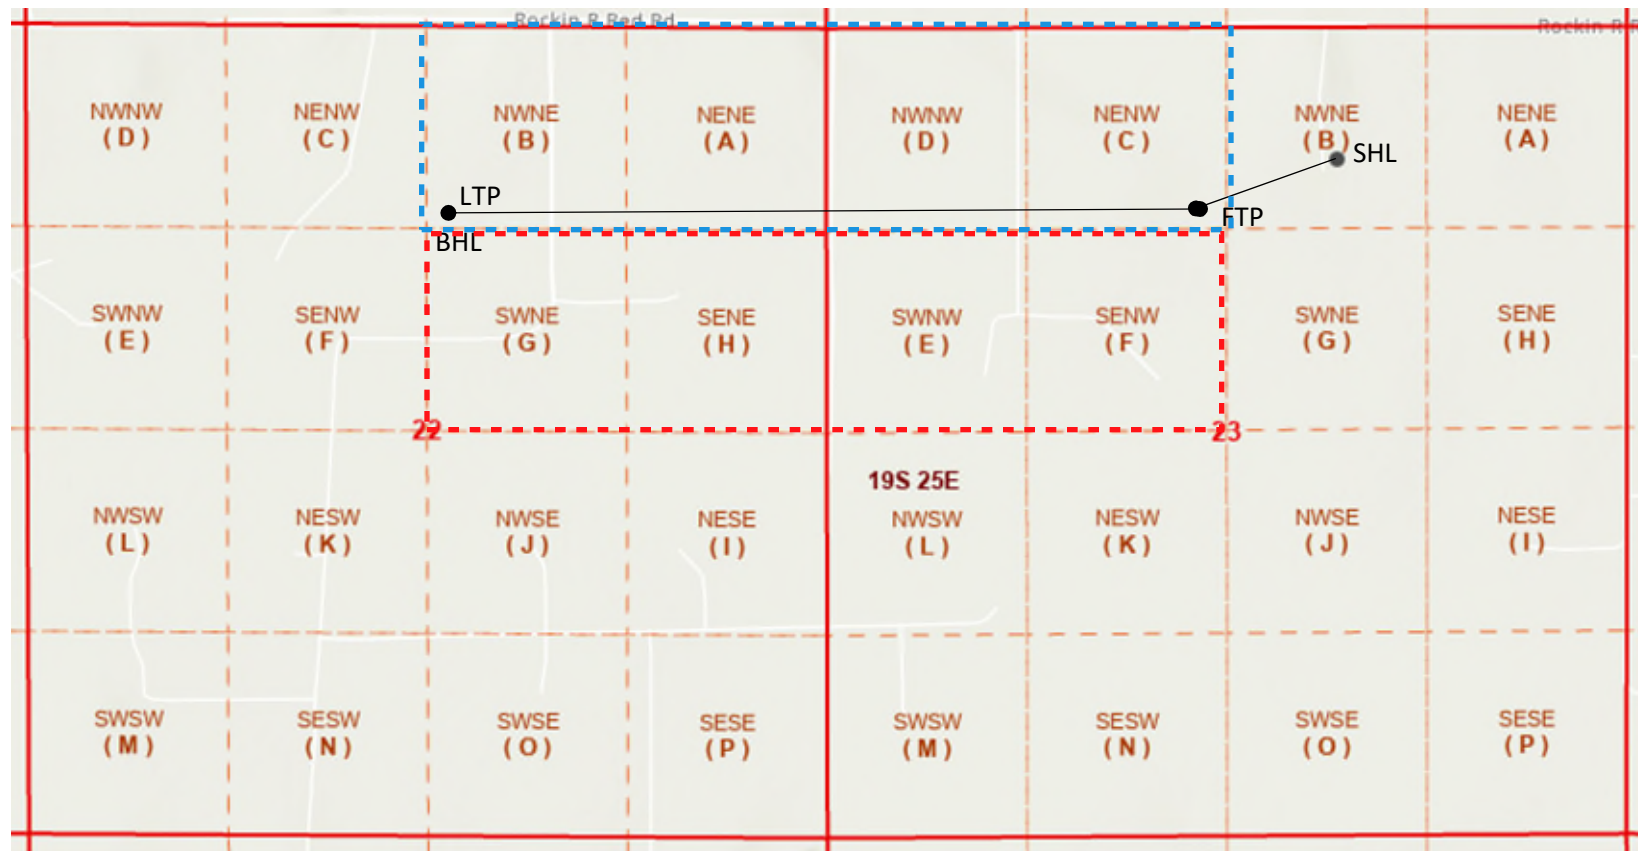 Rockin R Red Rd
Rockin R R
NWNW
(D)
NENW
(C)
NWNE
(B)
NENE
(A)
NWNW
(D)
NENW
(C)
NWNE
(B)
NENE
(A)
SHL
LTP
FTP
BHL
SWNW
(E)
SENW
(F)
SWNE
(G)
SENE
(H)
SWNW
(E)
SENW
(F)
SWNE
(G)
SENE
(H)
22
23
19S 25E
NWSW
(L)
NESW
(K)
NWSE
(J)
NESE
(I)
NWSW
(L)
NESW
(K)
NWSE
(J)
NESE
(I)
SWSW
(M)
SESW
(N)
SWSE
(O)
SESE
(P)
SWSW
(M)
SESW
(N)
SWSE
(O)
SESE
(P)